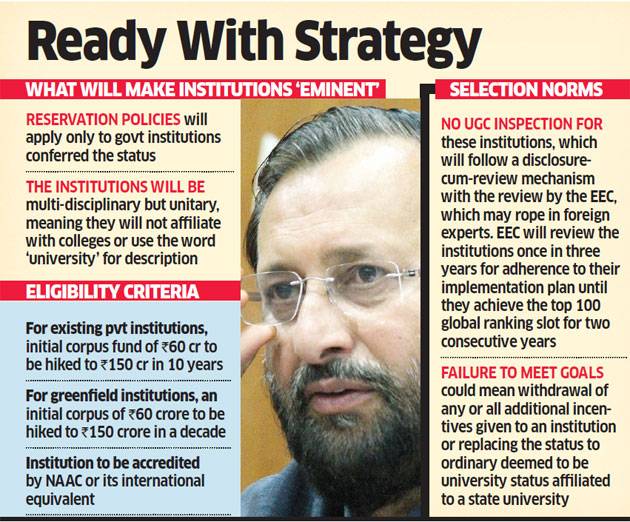 Ready With Strategy
WHAT WILL MAKE INSTITUTIONS ‘EMINENT’
RESERVATION POLICIES will
apply only to govt institutions
conferred the status
THE INSTITUTIONS WILL BE
multi-disciplinary but unitary,
meaning they will not affiliate
with colleges or use the word
‘university’ for description
ELIGIBILITY CRITERIA
For existing pvt institutions,
initial corpus fund of ₹60 cr to
be hiked to ₹150 cr in 10 years
For greenfield institutions, an
initial corpus of ₹60 crore to be
hiked to ₹150 crore in a decade
Institution to be accredited
by NAAC or its international
equivalent
SELECTION NORMS
NO UGC INSPECTION FOR
these institutions, which
will follow a disclosure-
cum-review mechanism
with the review by the EEC,
which may rope in foreign
experts. EEC will review the
institutions once in three
years for adherence to their
implementation plan until
they achieve the top 100
global ranking slot for two
consecutive years
FAILURE TO MEET GOALS
could mean withdrawal of
any or all additional incen-
tives given to an institution
or replacing the status to
ordinary deemed to be
university status affiliated
to a state university